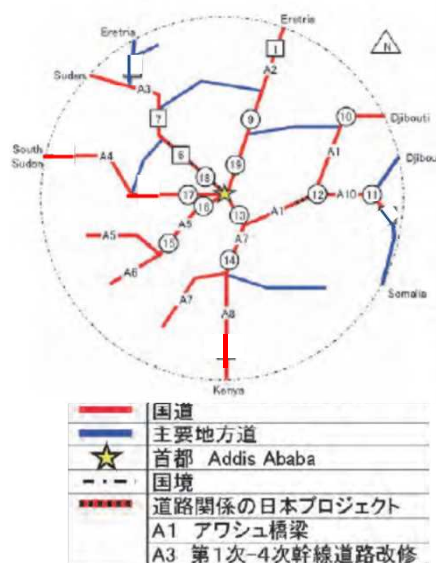 Eretria
Eretria
1
N
A2
Sudan
A3
7
9
10
Djibouti
South
Sudan
A4
6
A1
18
19
17
12
A10
11
16
13
A1
A5
A7
A5
15
14
A6
A7
A8
Somalia
Kenya
国道
主要地方道
首都 Addis Ababa
国境
道路関係の日本プロジェクト
A1 アワシュ橋梁
A3 第1次-4次幹線道路改修